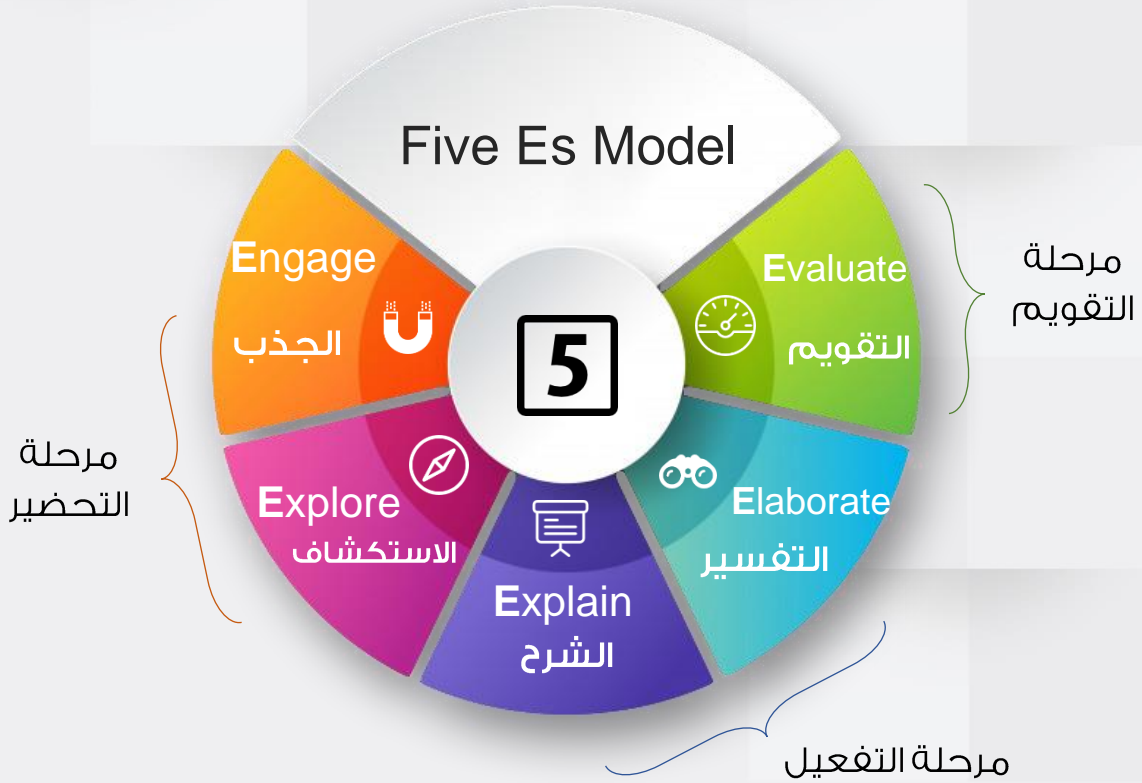 Five Es Model
5
Engage
الجذب
Explore
الاستكشاف
Explain
الشرح
Elaborate
التفسير
Evaluate
التقويم
مرحلة
التحضير
مرحلة التفعيل
مرحلة
التقويم